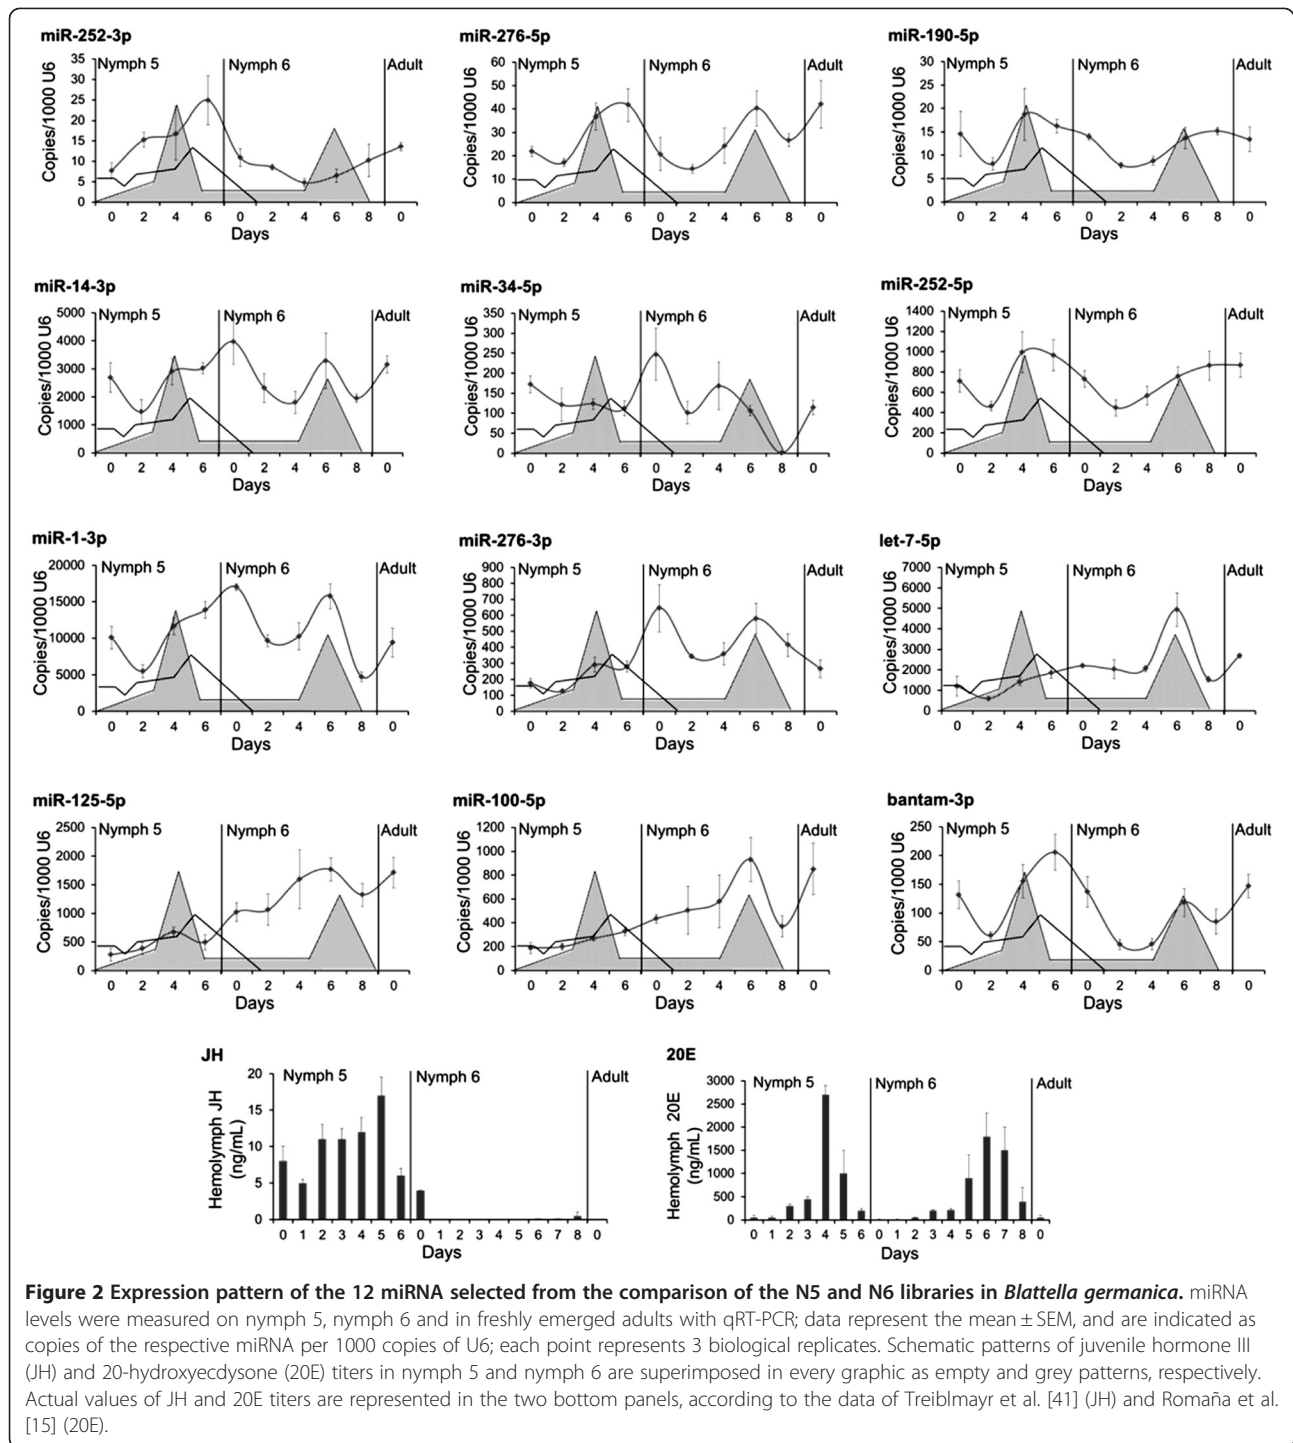 miR-252-3p
Copies/1000 U6
35
30
25
20
15
10
5
0
Nymph 5 Nymph 6 Adult
0 2 4 6 0 2 4 6 8 0
Days
miR-276-5p
Copies/1000 U6
60
50
40
30
20
10
0
Nymph 5 Nymph 6 Adult
0 2 4 6 0 2 4 6 8 0
Days
miR-190-5p
Copies/1000 U6
30
25
20
15
10
5
0
Nymph 5 Nymph 6 Adult
0 2 4 6 0 2 4 6 8 0
Days
miR-14-3p
Copies/1000 U6
5000
4000
3000
2000
1000
0
Nymph 5 Nymph 6 Adult
0 2 4 6 0 2 4 6 8 0
Days
miR-34-5p
Copies/1000 U6
350
300
250
200
150
100
50
0
Nymph 5 Nymph 6 Adult
0 2 4 6 0 2 4 6 8 0
Days
miR-252-5p
Copies/1000 U6
1400
1200
1000
800
600
400
200
0
Nymph 5 Nymph 6 Adult
0 2 4 6 0 2 4 6 8 0
Days
miR-1-3p
Copies/1000 U6
20000
15000
10000
5000
0
Nymph 5 Nymph 6 Adult
0 2 4 6 0 2 4 6 8 0
Days
miR-276-3p
Copies/1000 U6
900
800
700
600
500
400
300
200
100
0
Nymph 5 Nymph 6 Adult
0 2 4 6 0 2 4 6 8 0
Days
let-7-5p
Copies/1000 U6
7000
6000
5000
4000
3000
2000
1000
0
Nymph 5 Nymph 6 Adult
0 2 4 6 0 2 4 6 8 0
Days
miR-125-5p
Copies/1000 U6
2500
2000
1500
1000
500
0
Nymph 5 Nymph 6 Adult
0 2 4 6 0 2 4 6 8 0
Days
miR-100-5p
Copies/1000 U6
1200
1000
800
600
400
200
0
Nymph 5 Nymph 6 Adult
0 2 4 6 0 2 4 6 8 0
Days
bantam-3p
Copies/1000 U6
250
200
150
100
50
0
Nymph 5 Nymph 6 Adult
0 2 4 6 0 2 4 6 8 0
Days
JH
Hemolymph JH
(ng/mL)
20
15
10
5
0
Nymph 5 Nymph 6 Adult
0 1 2 3 4 5 6 0 1 2 3 4 5 6 7 8 0
Days
20E
Hemolymph 20E
(ng/mL)
3000
2500
2000
1500
1000
500
0
Nymph 5 Nymph 6 Adult
0 1 2 3 4 5 6 0 1 2 3 4 5 6 7 8 0
Days
Figure 2 Expression pattern of the 12 miRNA selected from the comparison of the N5 and N6 libraries in Blattella germanica. miRNA
levels were measured on nymph 5, nymph 6 and in freshly emerged adults with qRT-PCR; data represent the mean ± SEM, and are indicated as
copies of the respective miRNA per 1000 copies of U6; each point represents 3 biological replicates. Schematic patterns of juvenile hormone III
(JH) and 20-hydroxyecdysone (20E) titers in nymph 5 and nymph 6 are superimposed in every graphic as empty and grey patterns, respectively.
Actual values of JH and 20E titers are represented in the two bottom panels, according to the data of Treiblmayr et al. [41] (JH) and Romaña et al.
[15] (20E).